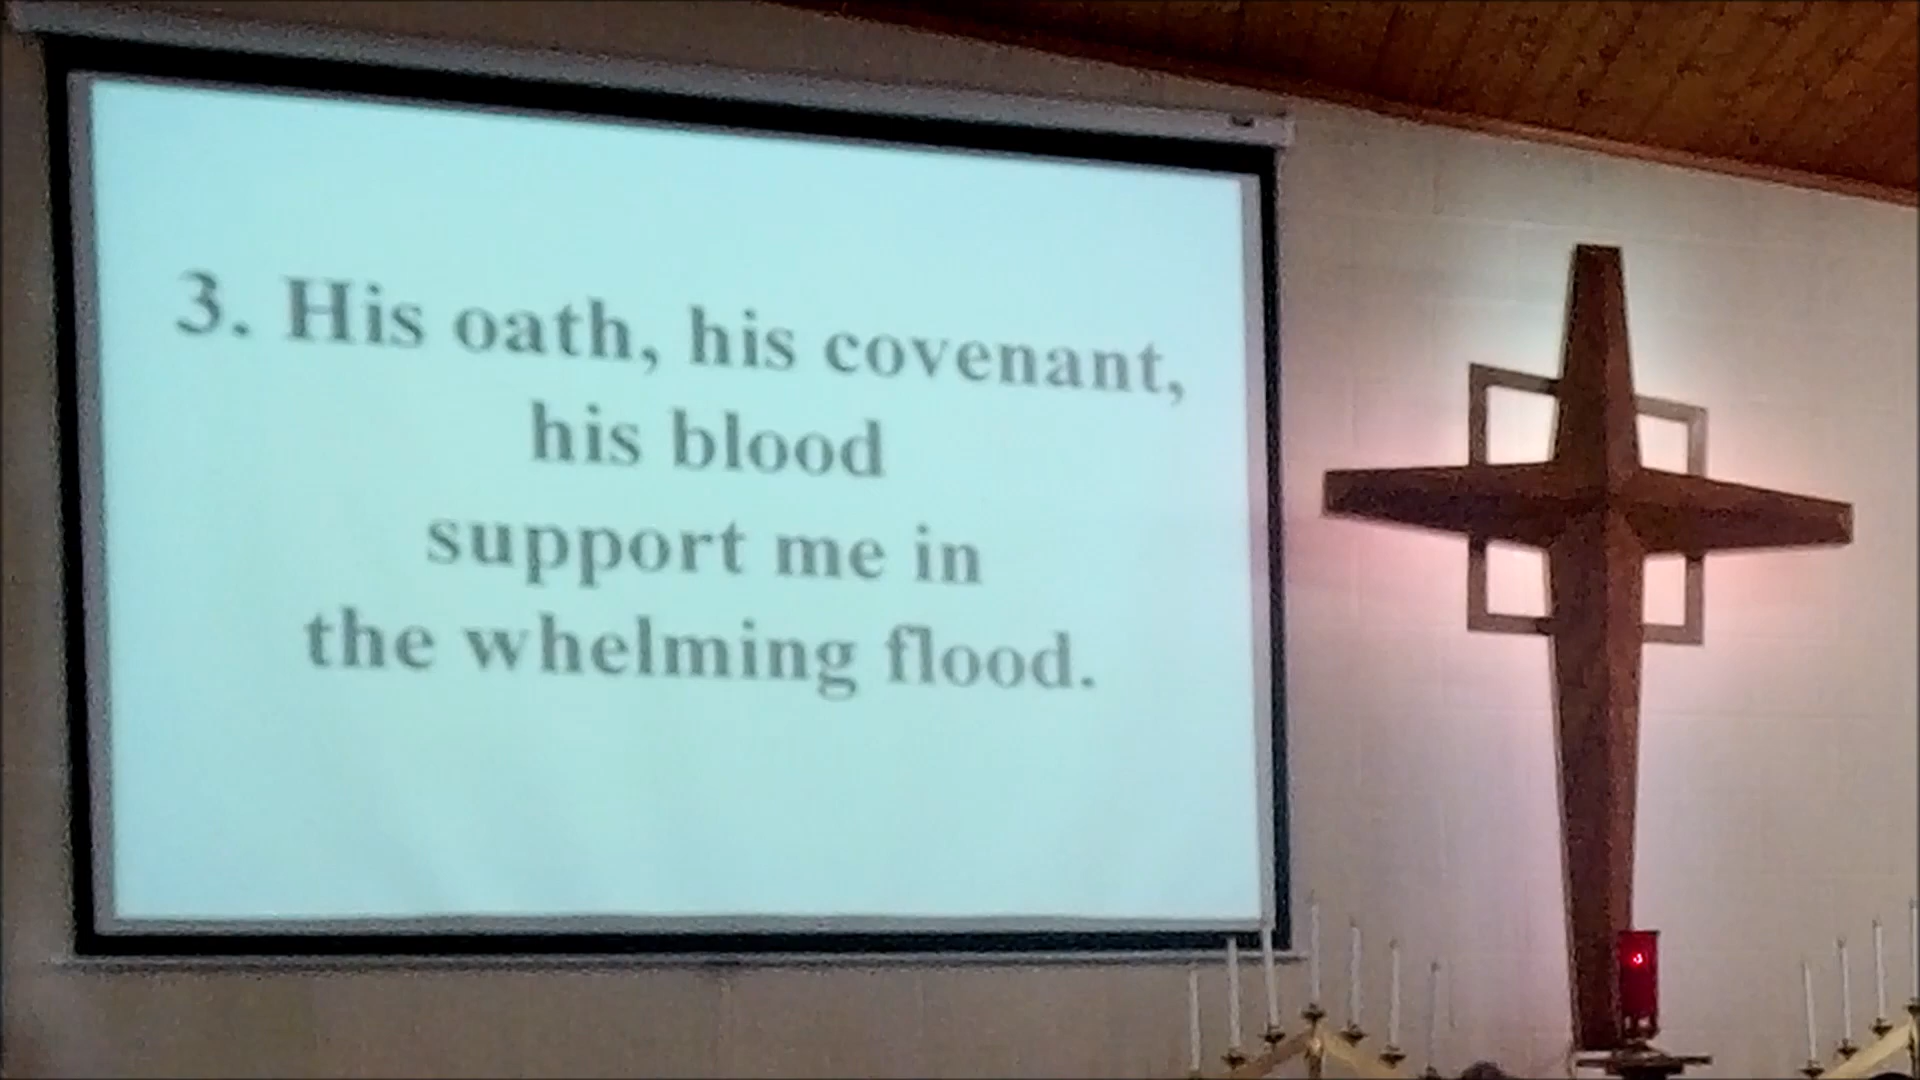 3. His oath, his covenant,
his blood
support me in
the whelming flood.